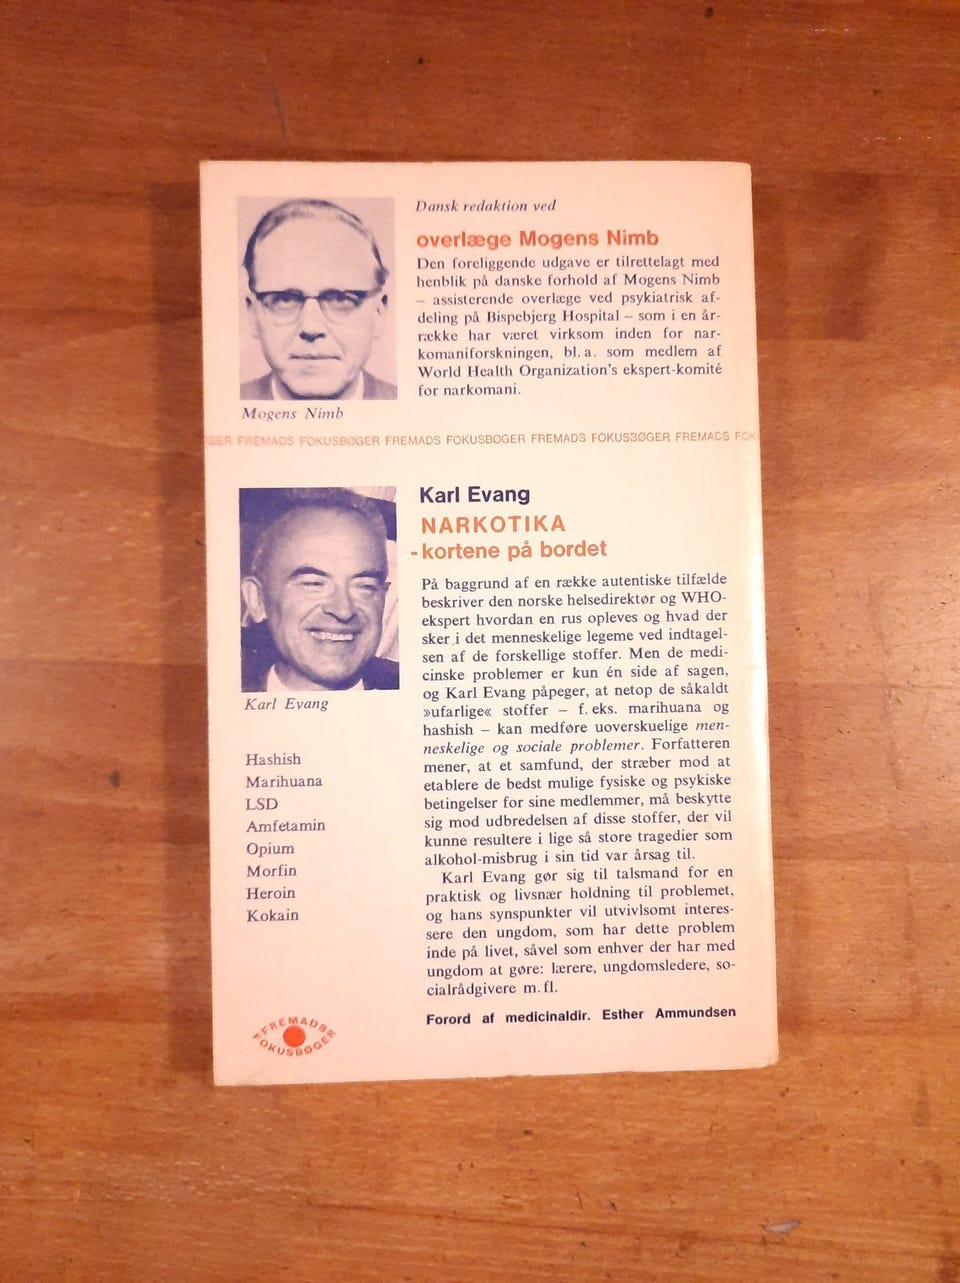 Dansk redaktion ved
overlæge Mogens Nimb
Den foreliggende udgave er tilrettelagt med
henblik på danske forhold af Mogens Nimb
– assisterende overlæge ved psykiatrisk af-
deling på Bispebjerg Hospital – som i en år-
række har været virksom inden for nar-
komaniforskningen, bl. a. som medlem af
World Health Organization's ekspert-komité
for narkomani.
Mogens Nimb
GER FREMADS FOKUSBØGER FREMADS FOKUSBØGER FREMADS FOKUSBØGER FREMADS FOK
Karl Evang
NARKOTIKA
- kortene på bordet
På baggrund af en række autentiske tilfælde
beskriver den norske helsedirektør og WHO-
ekspert hvordan en rus opleves og hvad der
sker i det menneskelige legeme ved indtagel-
sen af de forskellige stoffer. Men de medi-
cinske problemer er kun én side af sagen,
og Karl Evang påpeger, at netop de såkaldt
»ufarlige« stoffer – f. eks. marihuana og
hashish – kan medføre uoverskuelige men-
neskelige og sociale problemer. Forfatteren
mener, at et samfund, der stræber mod at
etablere de bedst mulige fysiske og psykiske
betingelser for sine medlemmer, må beskytte
sig mod udbredelsen af disse stoffer, der vil
kunne resultere i lige så store tragedier som
alkohol-misbrug i sin tid var årsag til.
Karl Evang gør sig til talsmand for en
praktisk og livsnær holdning til problemet,
og hans synspunkter vil utvivlsomt interes-
sere den ungdom, som har dette problem
inde på livet, såvel som enhver der har med
ungdom at gøre: lærere, ungdomsledere, so-
cialrådgivere m. fl.
Forord af medicinaldir. Esther Ammundsen
Karl Evang
Hashish
Marihuana
LSD
Amfetamin
Opium
Morfin
Heroin
Kokain
FREMADS
FOKUSBØGER